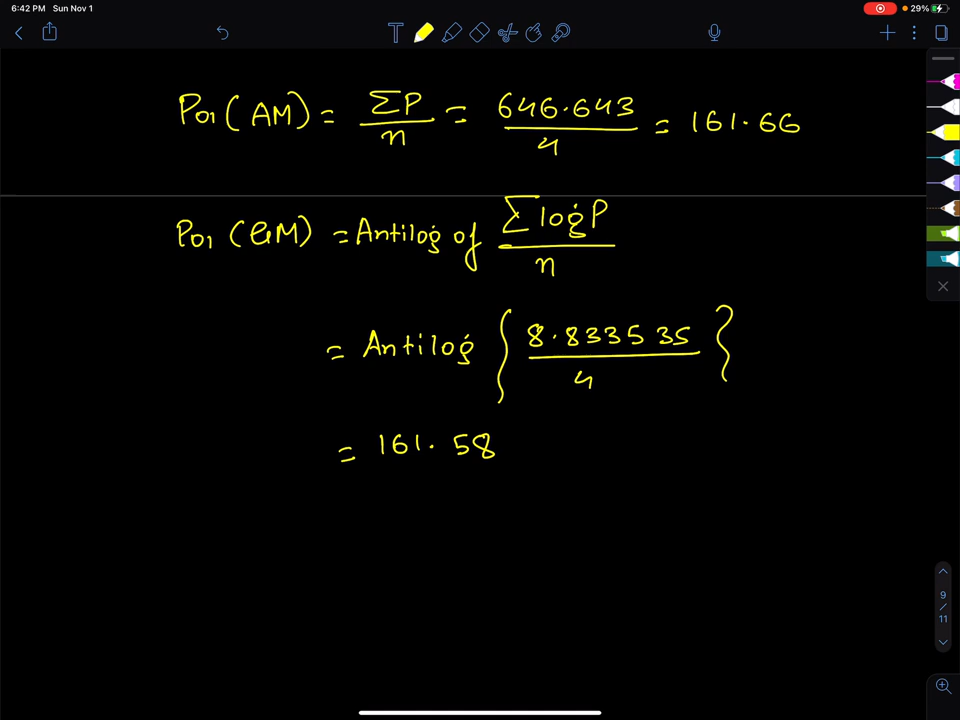 6:42 PM Sun Nov 1
29%
P01 (AM) = ΣP / n = 646.643 / 4 = 161.66
P01 (GM) = Antilog of Σ log P / n
= Antilog { 8.833535 / 4 }
= 161.58
9
/
11